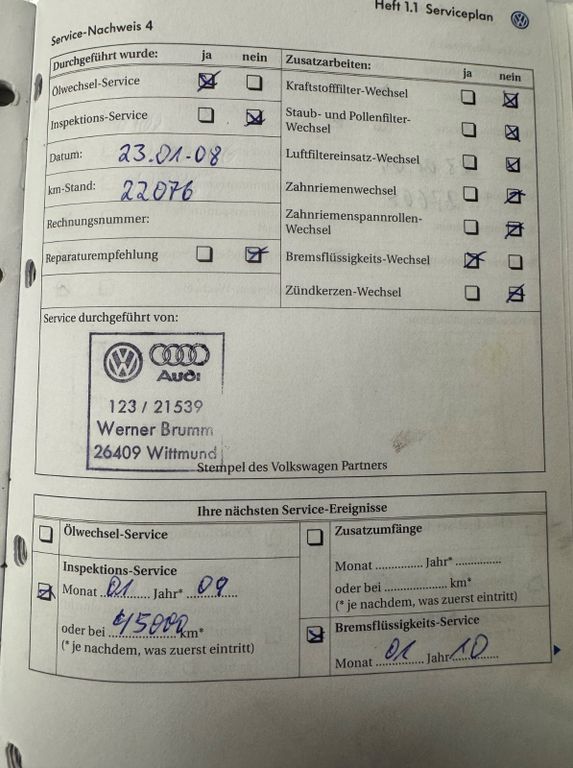 Heft 1.1 Serviceplan
Service-Nachweis 4
Durchgeführt wurde: ja nein
Ölwechsel-Service
Inspektions-Service
Datum: 23.01.08
km-Stand: 22076
Rechnungsnummer:
Reparaturempfehlung
Zusatzarbeiten: ja nein
Kraftstofffilter-Wechsel
Staub- und Pollenfilter-
Wechsel
Luftfiltereinsatz-Wechsel
Zahnriemenwechsel
Zahnriemenspannrollen-
Wechsel
Bremsflüssigkeits-Wechsel
Zündkerzen-Wechsel
Service durchgeführt von:
Audi
123 / 21539
Werner Brumm
26409 Wittmund
Stempel des Volkswagen Partners
Ihre nächsten Service-Ereignisse
Ölwechsel-Service
Inspektions-Service
Monat 01 Jahr* 09
oder bei 45000 km*
(* je nachdem, was zuerst eintritt)
Zusatzumfänge
Monat .............. Jahr* ..............
oder bei ................... km*
(* je nachdem, was zuerst eintritt)
Bremsflüssigkeits-Service
Monat 01 Jahr 10